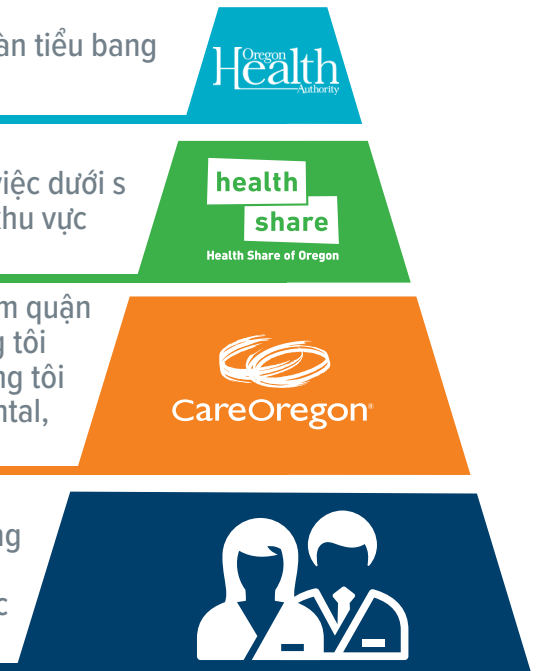 àn tiểu bang
Oregon
Health
Authority
việc dưới s
khu vực
health
share
Health Share of Oregon
m quận
g tôi
ng tôi
ntal,
CareOregon®
ng
c